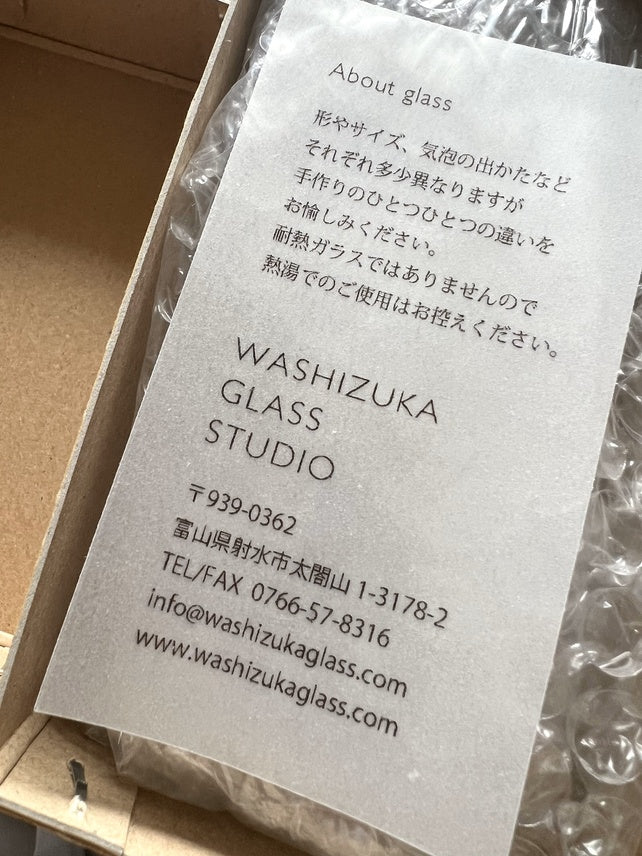 About glass
形やサイズ、気泡の出かたなど
それぞれ多少異なりますが
手作りのひとつひとつの違いを
お愉しみください。
耐熱ガラスではありませんので
熱湯でのご使用はお控えください。
WASHIZUKA
GLASS
STUDIO
〒939-0362
富山県射水市太閤山 1-3178-2
TEL/FAX 0766-57-8316
info@washizukaglass.com
www.washizukaglass.com